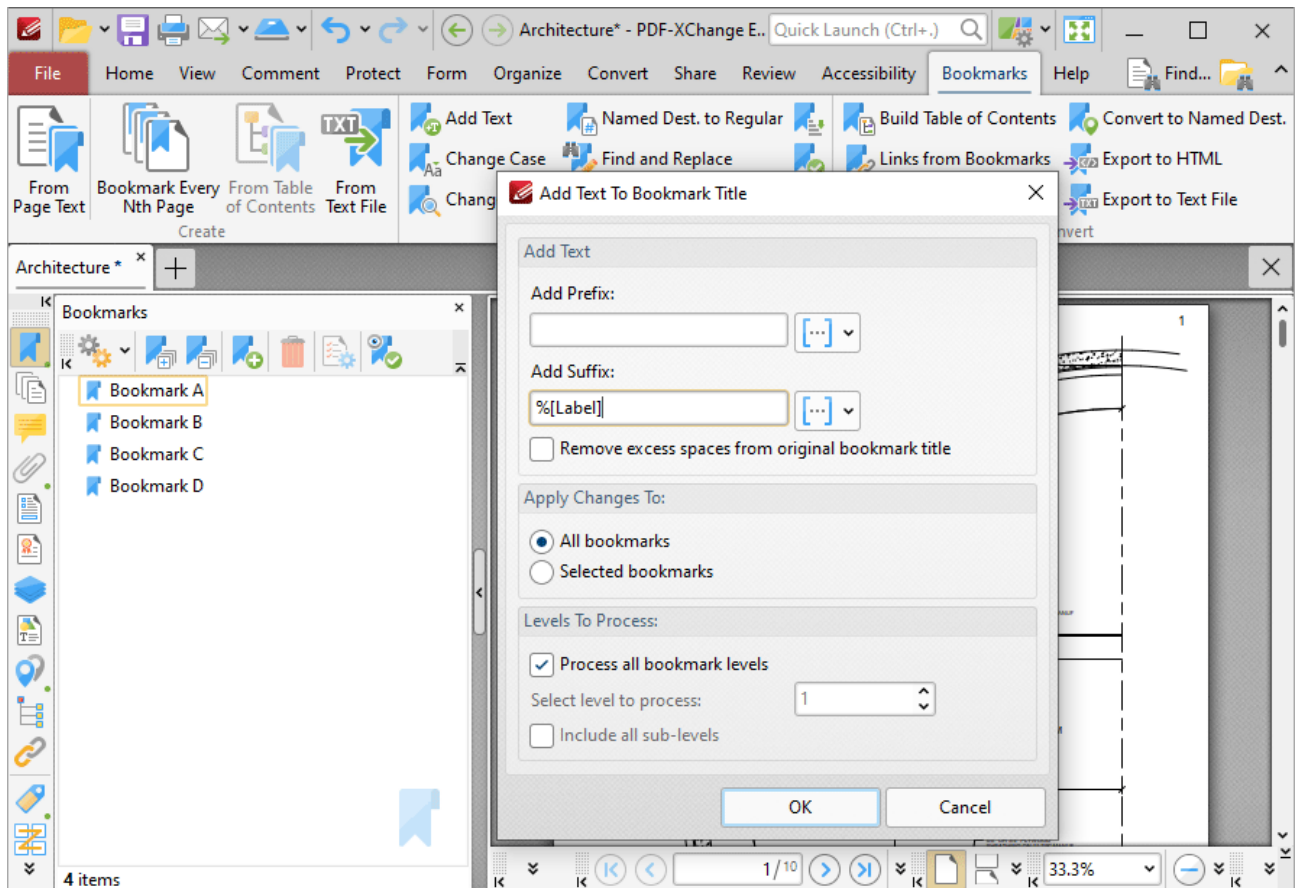 Architecture* - PDF-XChange E..
Quick Launch (Ctrl+.)
File Home View Comment Protect Form Organize Convert Share Review Accessibility Bookmarks Help Find...
From Page Text
Bookmark Every Nth Page
From Table of Contents
TXT
From Text File
Create
Add Text
Change Case
Chang
Named Dest. to Regular
Find and Replace
Build Table of Contents
Links from Bookmarks
Convert to Named Dest.
Export to HTML
Export to Text File
nvert
Architecture *
Bookmarks
Bookmark A
Bookmark B
Bookmark C
Bookmark D
4 items
Add Text To Bookmark Title
Add Text
Add Prefix:
Add Suffix:
%[Label]
Remove excess spaces from original bookmark title
Apply Changes To:
All bookmarks
Selected bookmarks
Levels To Process:
Process all bookmark levels
Select level to process: 1
Include all sub-levels
OK Cancel
1
1/10
33.3%